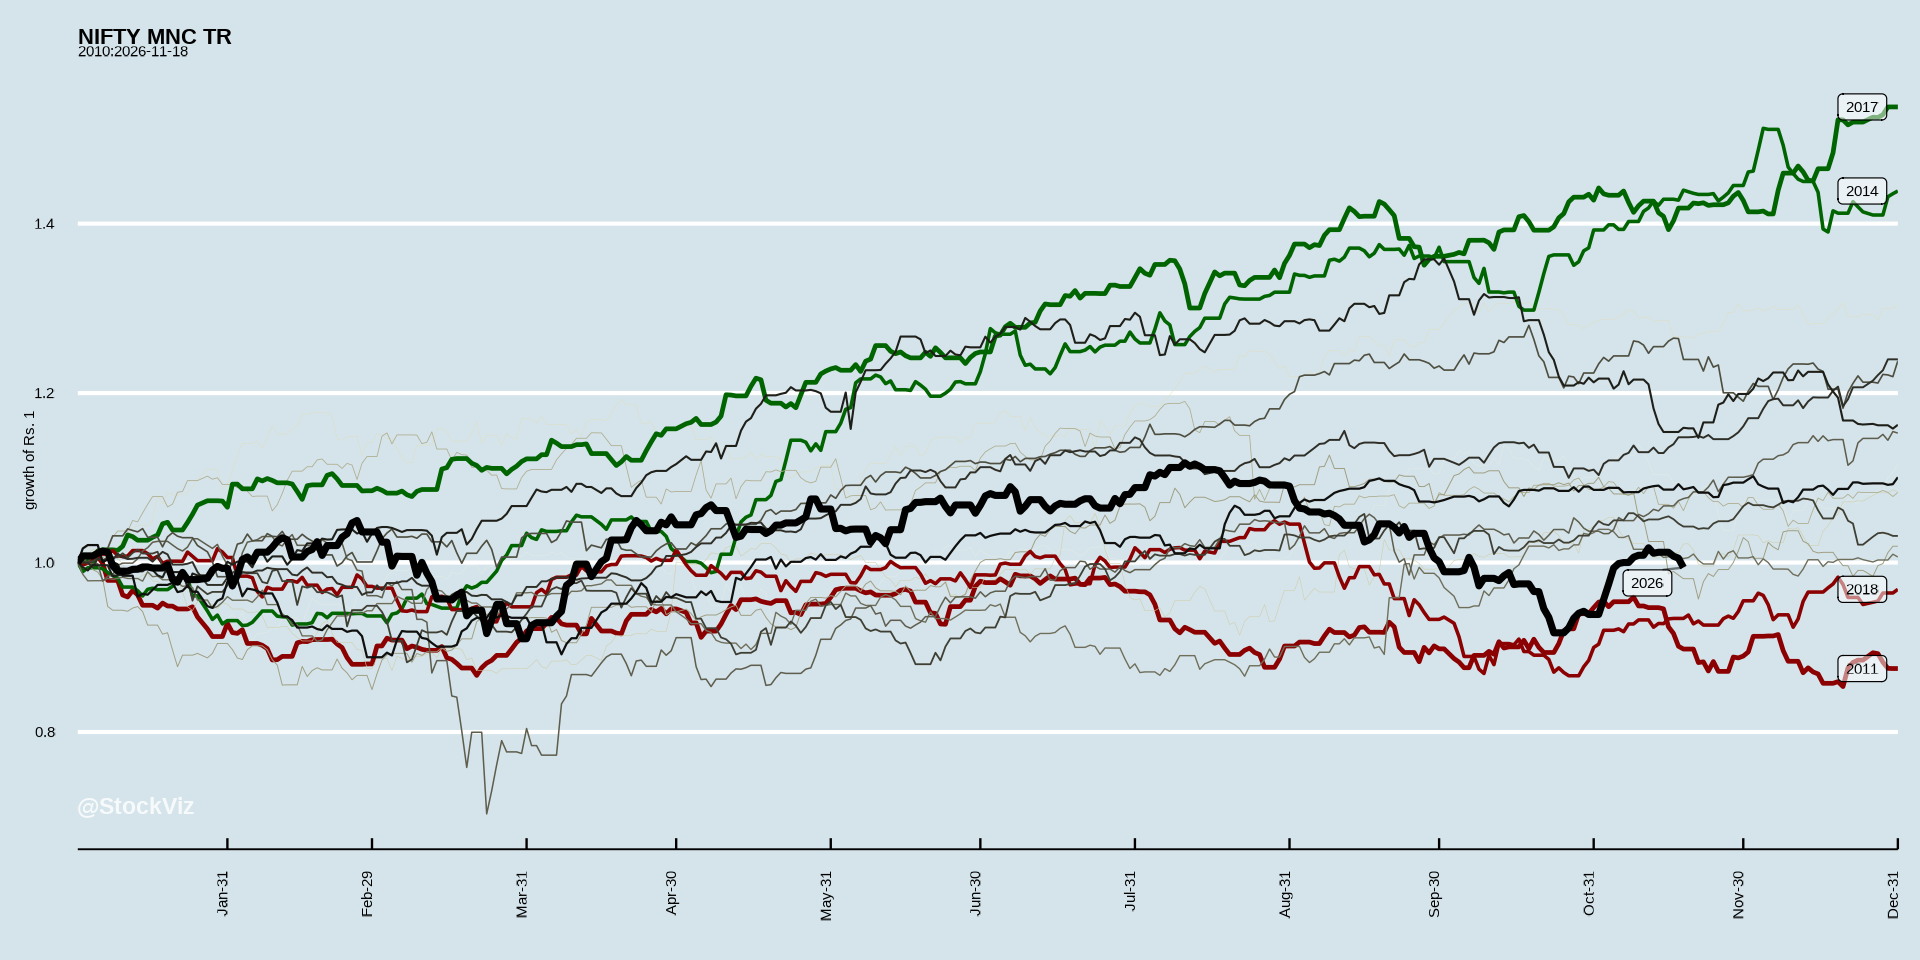 NIFTY MNC TR
2010:2026-11-18
2017
2014
1.4
1.2
growth of Rs. 1
1.0
2026
2018
2011
0.8
@StockViz
Jan-31
Feb-29
Mar-31
Apr-30
May-31
Jun-30
Jul-31
Aug-31
Sep-30
Oct-31
Nov-30
Dec-31